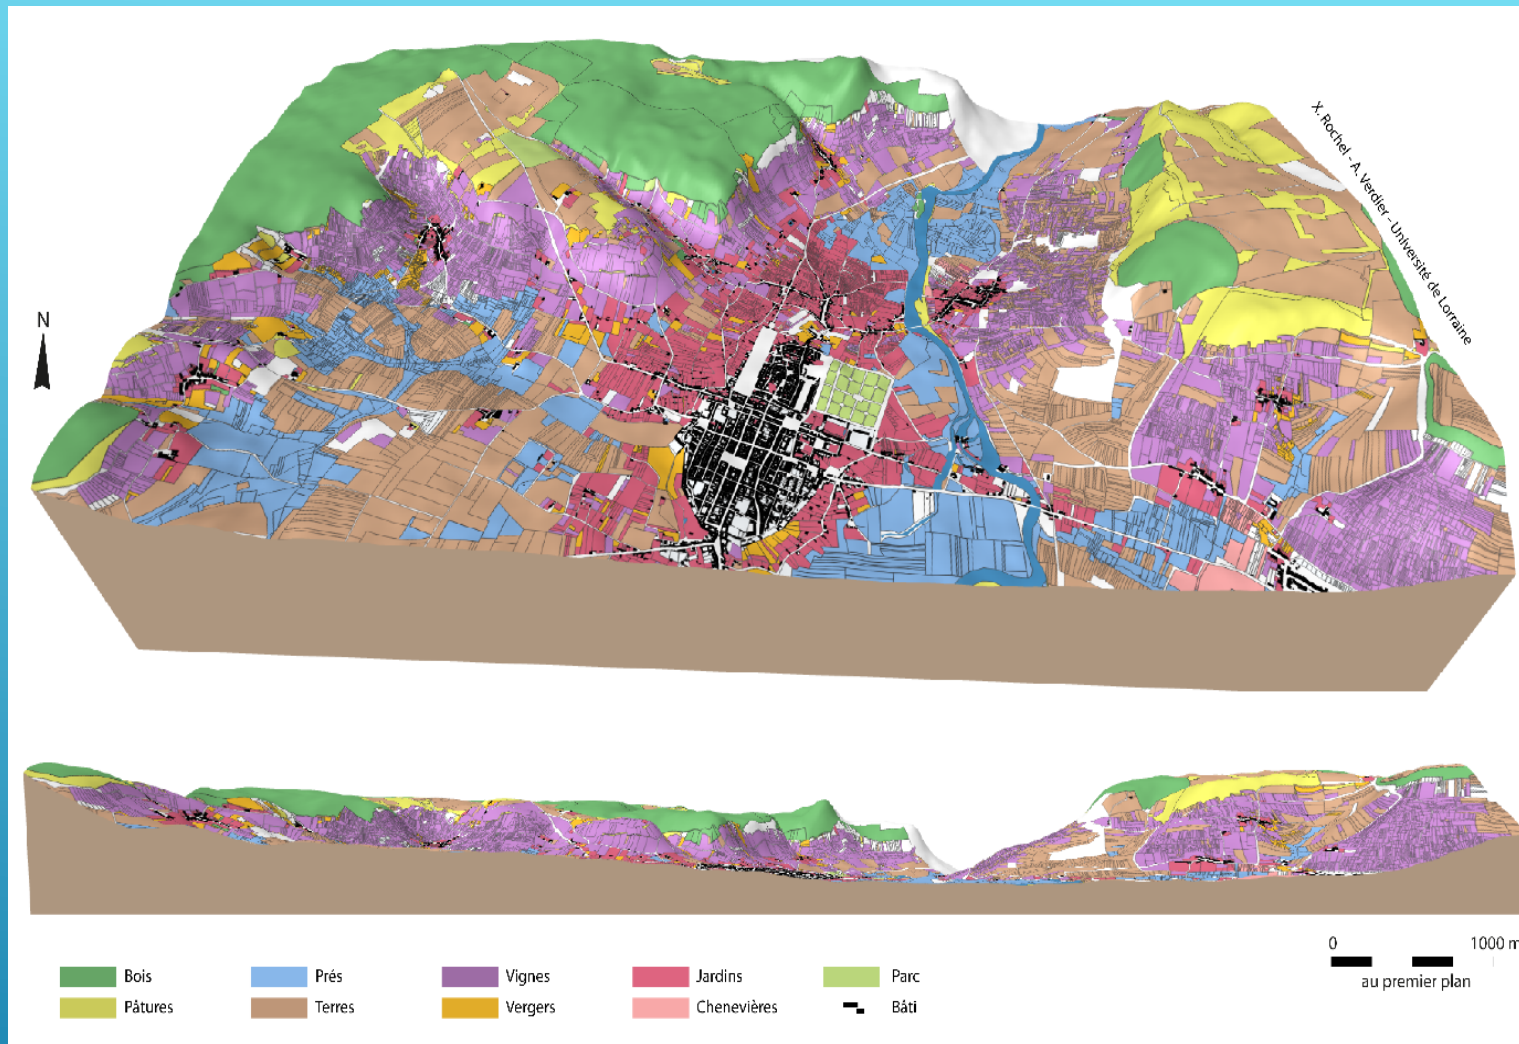 X. Rochel - A. Verdier - Université de Lorraine
N
0 1000 m
au premier plan
Bois
Prés
Vignes
Jardins
Parc
Pâtures
Terres
Vergers
Chenevières
Bâti